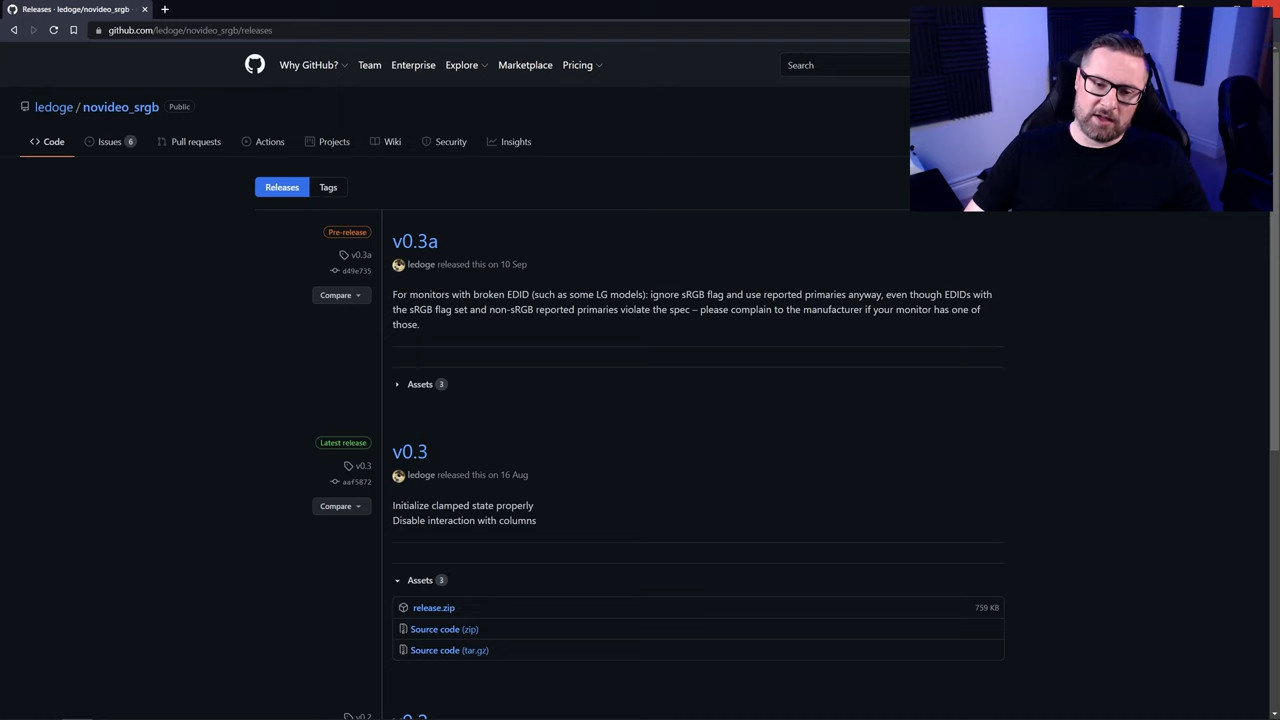 Releases · ledoge/novideo_srgb
github.com/ledoge/novideo_srgb/releases
Why GitHub?
Team
Enterprise
Explore
Marketplace
Pricing
Search
ledoge / novideo_srgb
Public
Code
Issues 6
Pull requests
Actions
Projects
Wiki
Security
Insights
Releases
Tags
Pre-release
v0.3a
d49e735
Compare
v0.3a
ledoge released this on 10 Sep
For monitors with broken EDID (such as some LG models): ignore sRGB flag and use reported primaries anyway, even though EDIDs with
the sRGB flag set and non-sRGB reported primaries violate the spec – please complain to the manufacturer if your monitor has one of
those.
Assets 3
Latest release
v0.3
aaf5872
Compare
v0.3
ledoge released this on 16 Aug
Initialize clamped state properly
Disable interaction with columns
Assets 3
release.zip
759 KB
Source code (zip)
Source code (tar.gz)